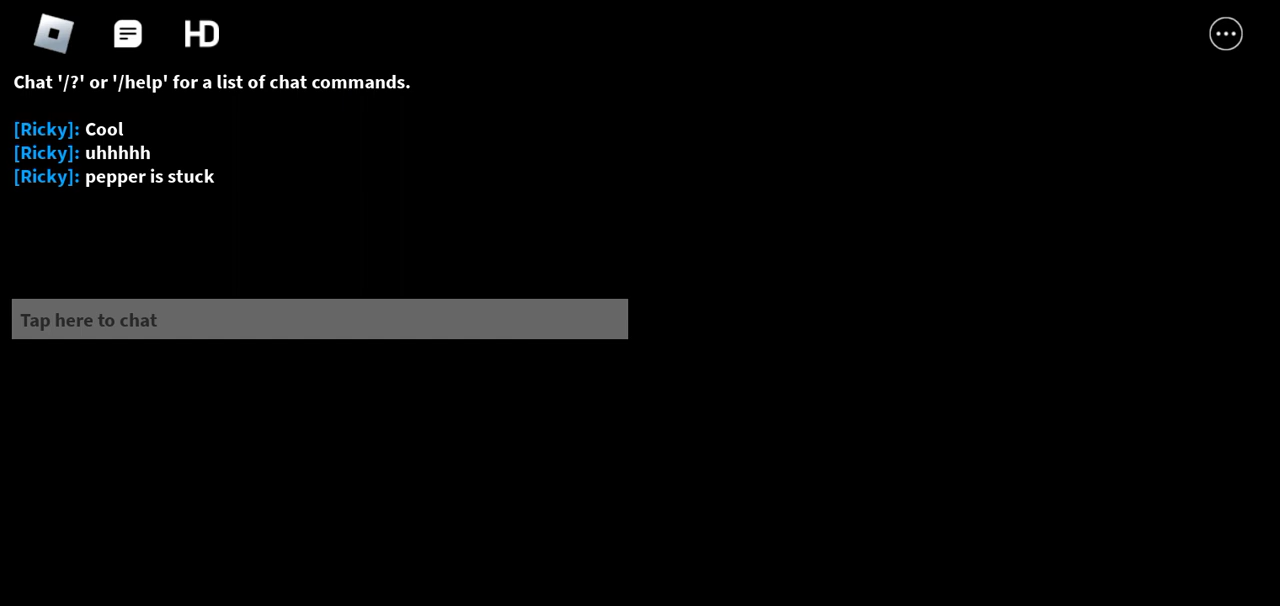 HD
Chat '/?' or '/help' for a list of chat commands.
[Ricky]: Cool
[Ricky]: uhhhhh
[Ricky]: pepper is stuck
Tap here to chat